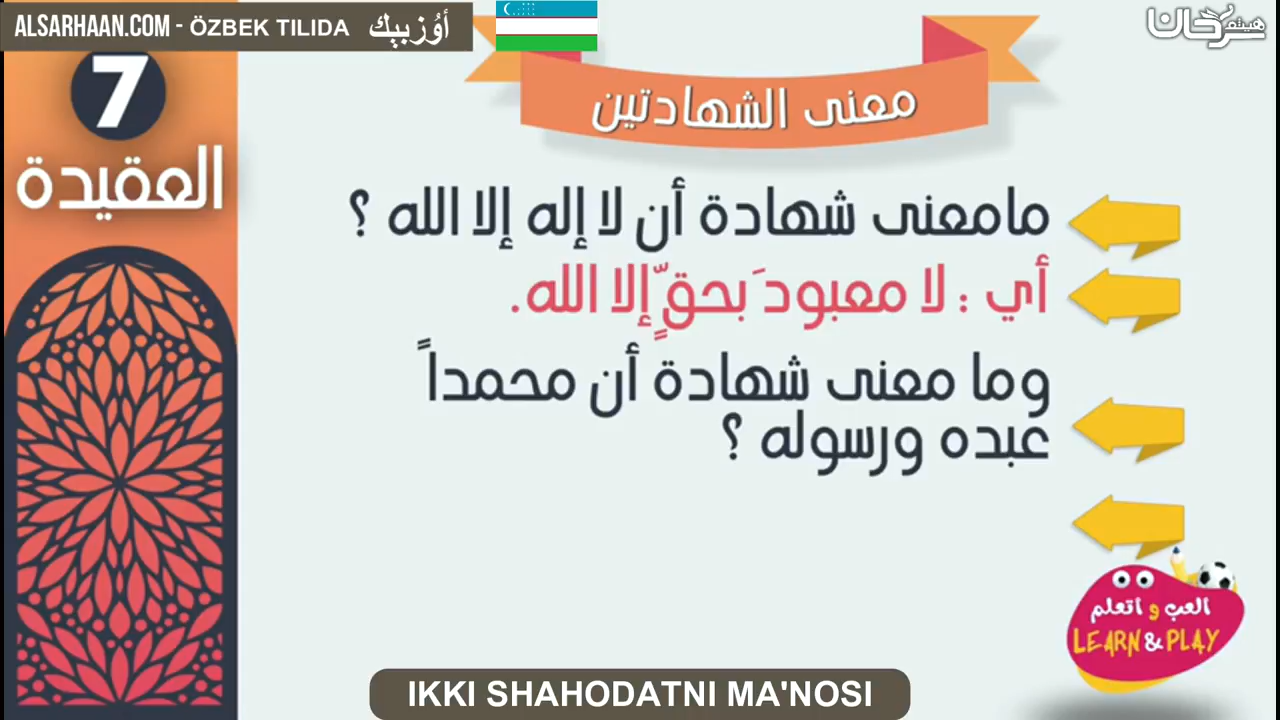 ALSARHAAN.COM - ÖZBEK TILIDA أوُزبيك
هيثم سرحان
7
العقيدة
معنى الشهادتين
مامعنى شهادة أن لا إله إلا الله ؟
أي : لا معبودَ بحقٍّ إلا الله.
وما معنى شهادة أن محمداً
عبده ورسوله ؟
العب و أتعلم
LEARN & PLAY
IKKI SHAHODATNI MA'NOSI